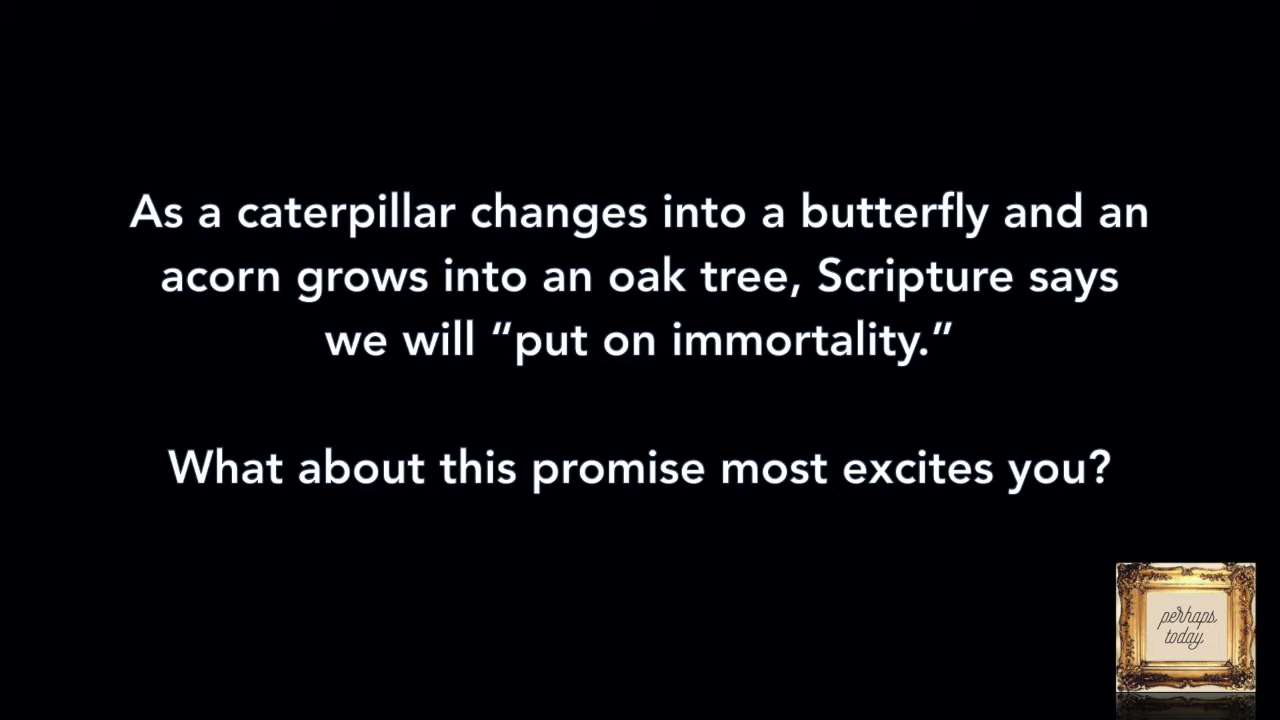 As a caterpillar changes into a butterfly and an
acorn grows into an oak tree, Scripture says
we will “put on immortality.”
What about this promise most excites you?
perhaps
today